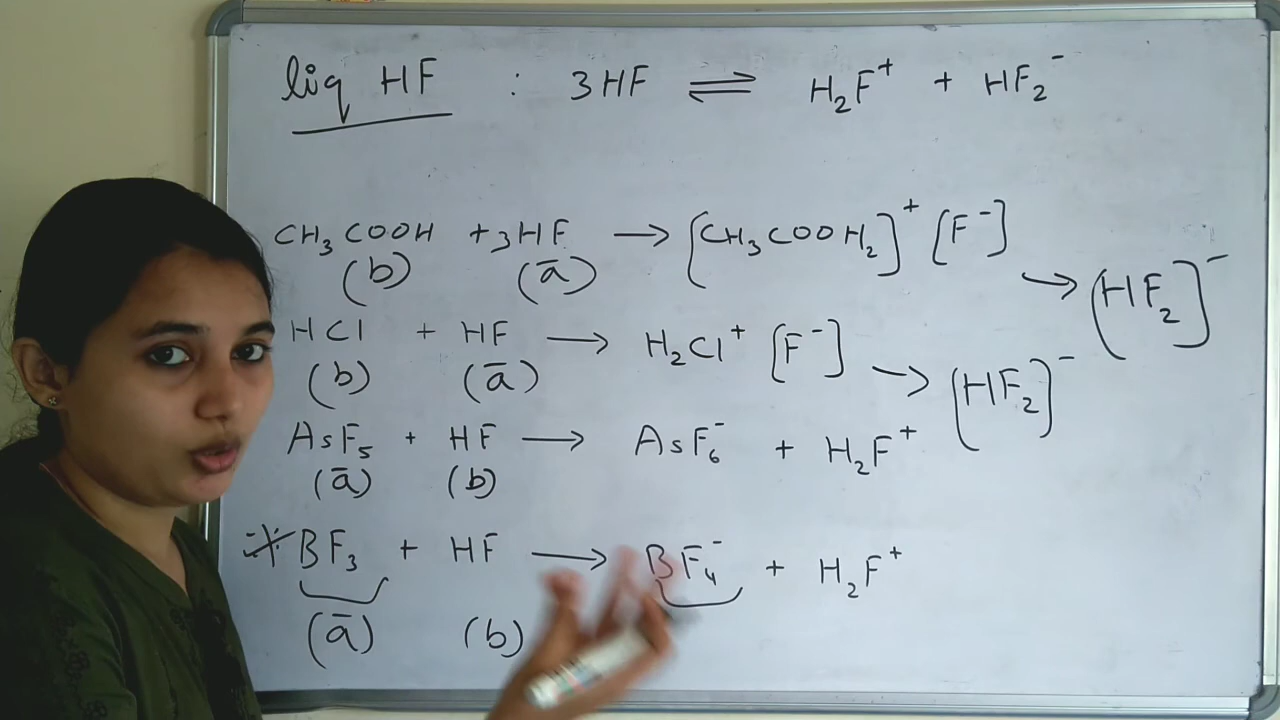 liq HF : 3HF ⇌ H₂F⁺ + HF₂⁻
CH₃COOH + 3HF → [CH₃COOH₂]⁺ [F⁻]
(b) (ā) → [HF₂]⁻
HCl + HF → H₂Cl⁺ [F⁻]
(b) (ā) → [HF₂]⁻
AsF₅ + HF → AsF₆⁻ + H₂F⁺
(ā) (b)
BF₃ + HF → BF₄⁻ + H₂F⁺
(ā) (b)